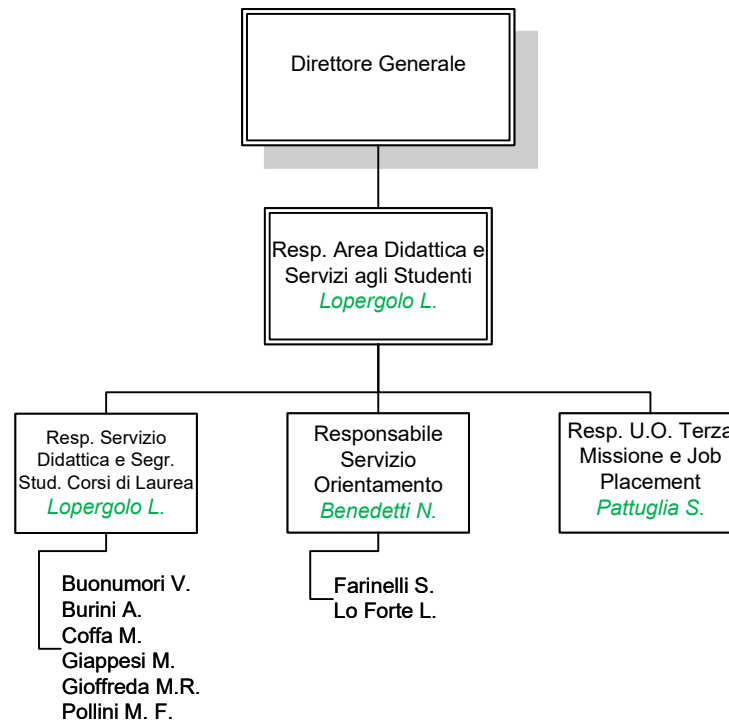 Direttore Generale
Resp. Area Didattica e
Servizi agli Studenti
Lopergolo L.
Resp. Servizio
Didattica e Segr.
Stud. Corsi di Laurea
Lopergolo L.
Responsabile
Servizio
Orientamento
Benedetti N.
Resp. U.O. Terza
Missione e Job
Placement
Pattuglia S.
Buonumori V.
Burini A.
Coffa M.
Giappesi M.
Gioffreda M.R.
Pollini M. F.
Farinelli S.
Lo Forte L.